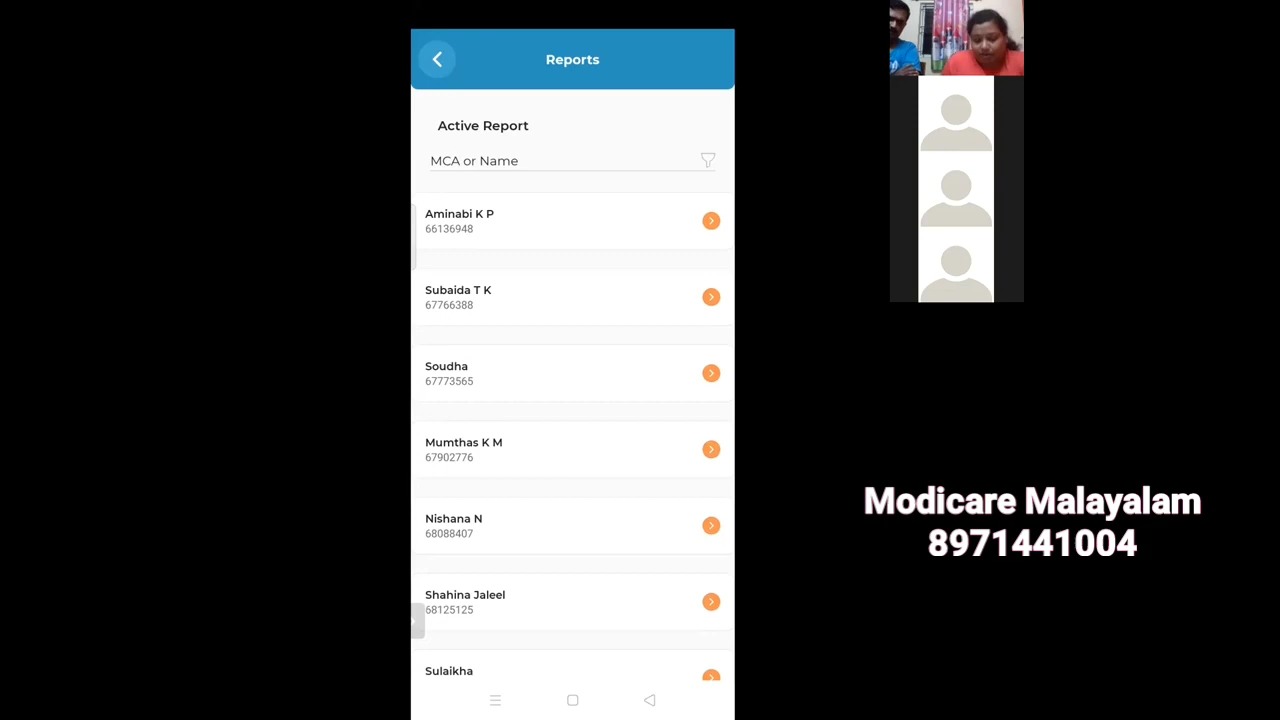 Reports
Active Report
MCA or Name
Aminabi K P
66136948
Subaida T K
67766388
Soudha
67773565
Mumthas K M
67902776
Nishana N
68088407
Shahina Jaleel
68125125
Sulaikha
Modicare Malayalam
8971441004